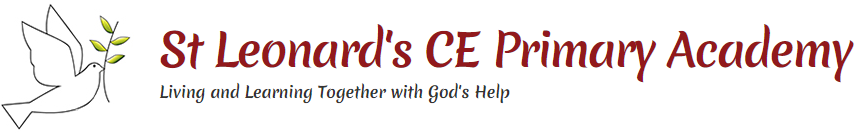 St Leonard's CE Primary Academy
Living and Learning Together with God's Help